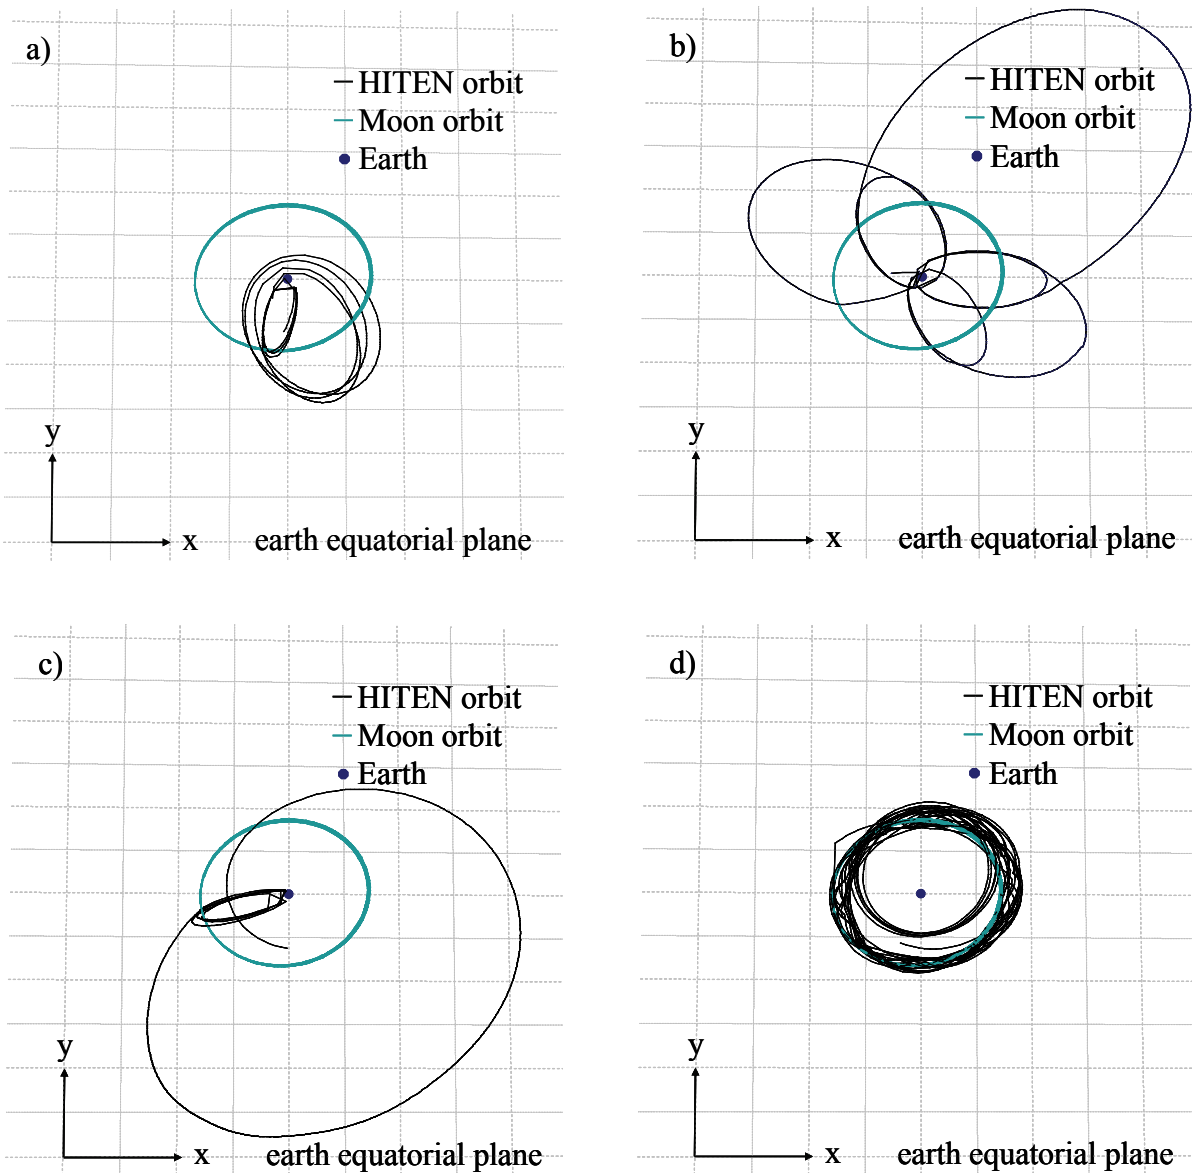 a)
— HITEN orbit
— Moon orbit
● Earth
y
x
earth equatorial plane
b)
— HITEN orbit
— Moon orbit
● Earth
y
x
earth equatorial plane
c)
— HITEN orbit
— Moon orbit
● Earth
y
x
earth equatorial plane
d)
— HITEN orbit
— Moon orbit
● Earth
y
x
earth equatorial plane